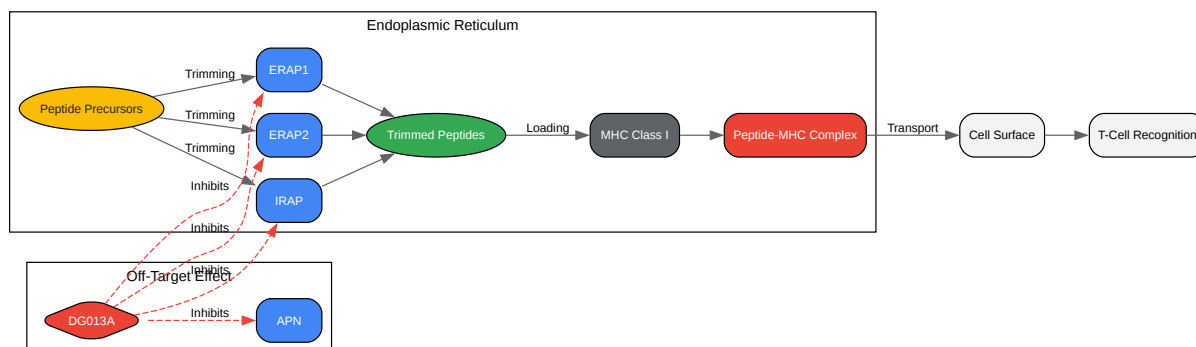 Endoplasmic Reticulum
Peptide Precursors
Trimming
Trimming
Trimming
ERAP1
ERAP2
IRAP
Trimmed Peptides
Loading
MHC Class I
Peptide-MHC Complex
Transport
Cell Surface
T-Cell Recognition
Inhibits
Inhibits
Inhibits
Off-Target Effect
DG013A
Inhibits
APN